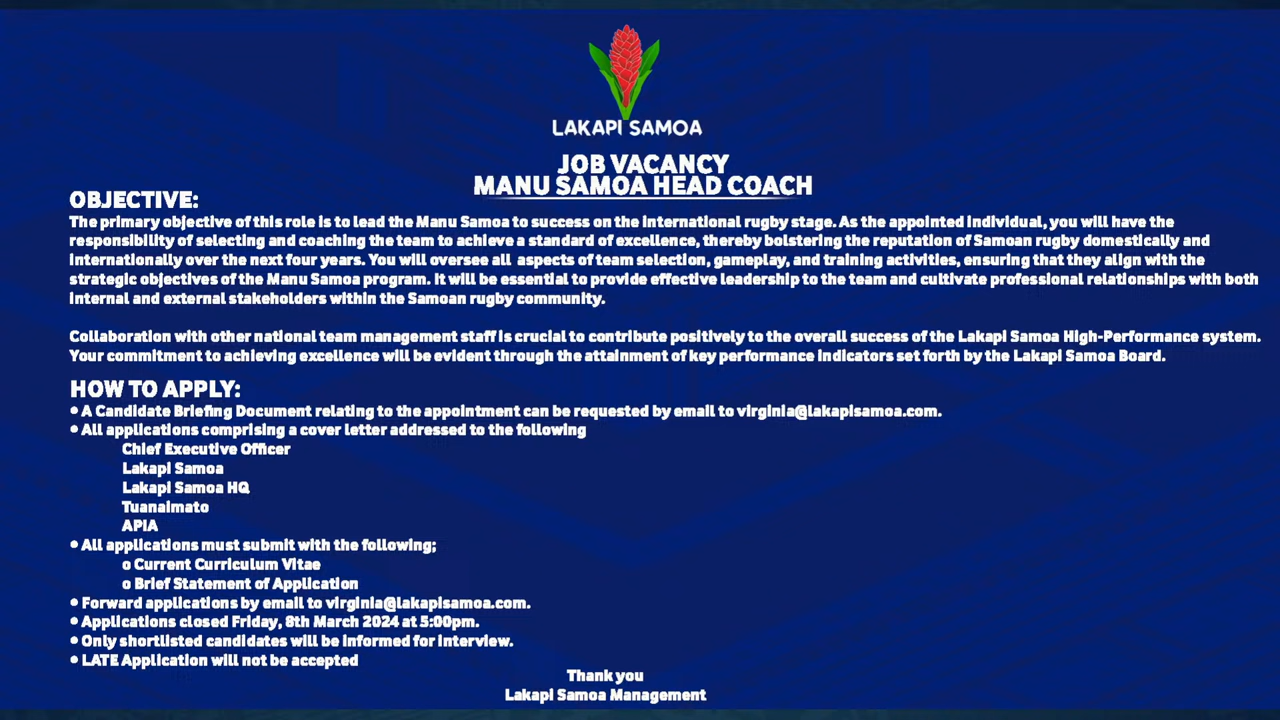 LAKAPI SAMOA
JOB VACANCY
MANU SAMOA HEAD COACH
OBJECTIVE:
The primary objective of this role is to lead the Manu Samoa to success on the international rugby stage. As the appointed individual, you will have the
responsibility of selecting and coaching the team to achieve a standard of excellence, thereby bolstering the reputation of Samoan rugby domestically and
internationally over the next four years. You will oversee all aspects of team selection, gameplay, and training activities, ensuring that they align with the
strategic objectives of the Manu Samoa program. It will be essential to provide effective leadership to the team and cultivate professional relationships with both
internal and external stakeholders within the Samoan rugby community.
Collaboration with other national team management staff is crucial to contribute positively to the overall success of the Lakapi Samoa High-Performance system.
Your commitment to achieving excellence will be evident through the attainment of key performance indicators set forth by the Lakapi Samoa Board.
HOW TO APPLY:
• A Candidate Briefing Document relating to the appointment can be requested by email to virginia@lakapisamoa.com.
• All applications comprising a cover letter addressed to the following
Chief Executive Officer
Lakapi Samoa
Lakapi Samoa HQ
Tuanaimato
APIA
• All applications must submit with the following;
o Current Curriculum Vitae
o Brief Statement of Application
• Forward applications by email to virginia@lakapisamoa.com.
• Applications closed Friday, 8th March 2024 at 5:00pm.
• Only shortlisted candidates will be informed for interview.
• LATE Application will not be accepted
Thank you
Lakapi Samoa Management